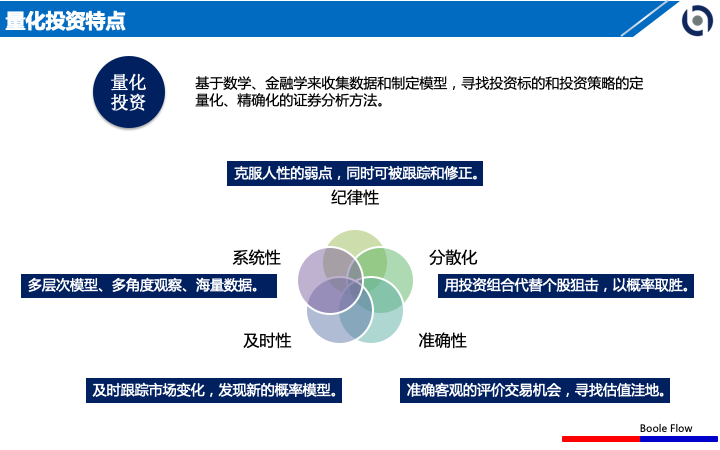 量化投资特点
量化
投资
基于数学、金融学来收集数据和制定模型，寻找投资标的和投资策略的定
量化、精确化的证券分析方法。
克服人性的弱点，同时可被跟踪和修正。
纪律性
系统性
分散化
多层次模型、多角度观察、海量数据。
用投资组合代替个股狙击，以概率取胜。
及时性
准确性
及时跟踪市场变化，发现新的概率模型。
准确客观的评价交易机会，寻找估值洼地。
Boole Flow